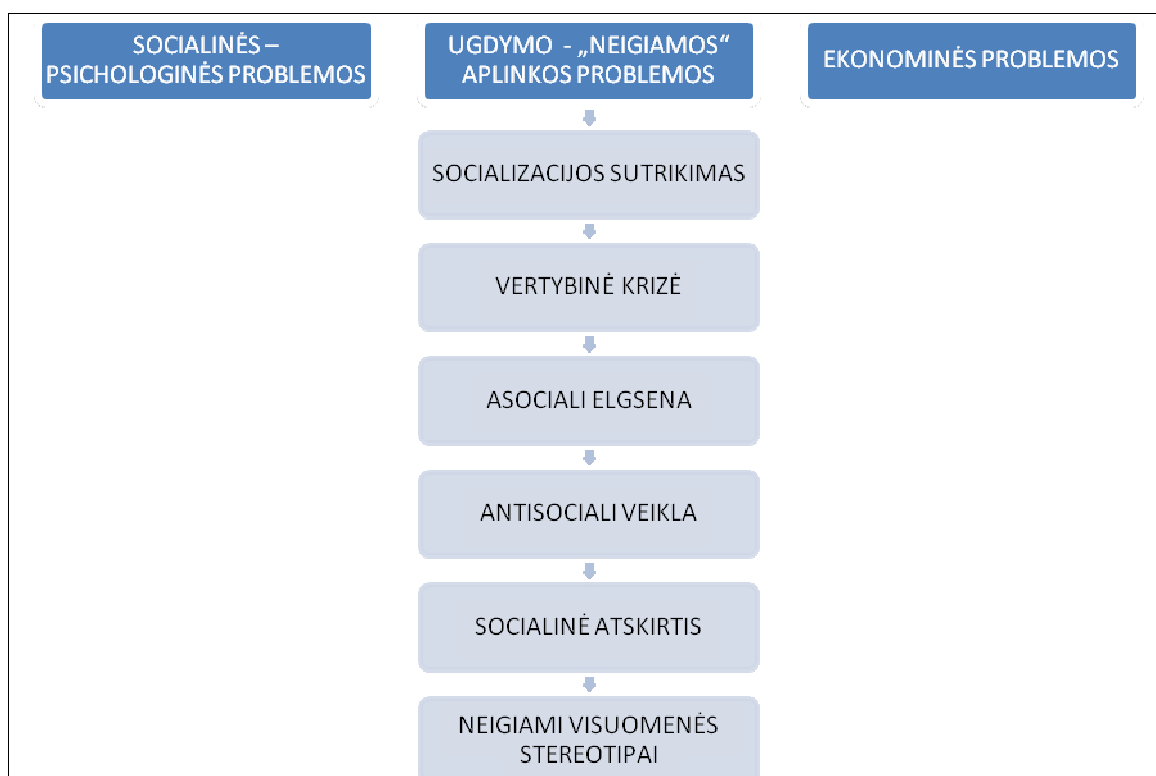 SOCIALINĖS –
PSICHOLOGINĖS PROBLEMOS
UGDYMO - „NEIGIAMOS“
APLINKOS PROBLEMOS
EKONOMINĖS PROBLEMOS
SOCIALIZACIJOS SUTRIKIMAS
VERTYBINĖ KRIZĖ
ASOCIALI ELGSENA
ANTISOCIALI VEIKLA
SOCIALINĖ ATSKIRTIS
NEIGIAMI VISUOMENĖS
STEREOTIPAI